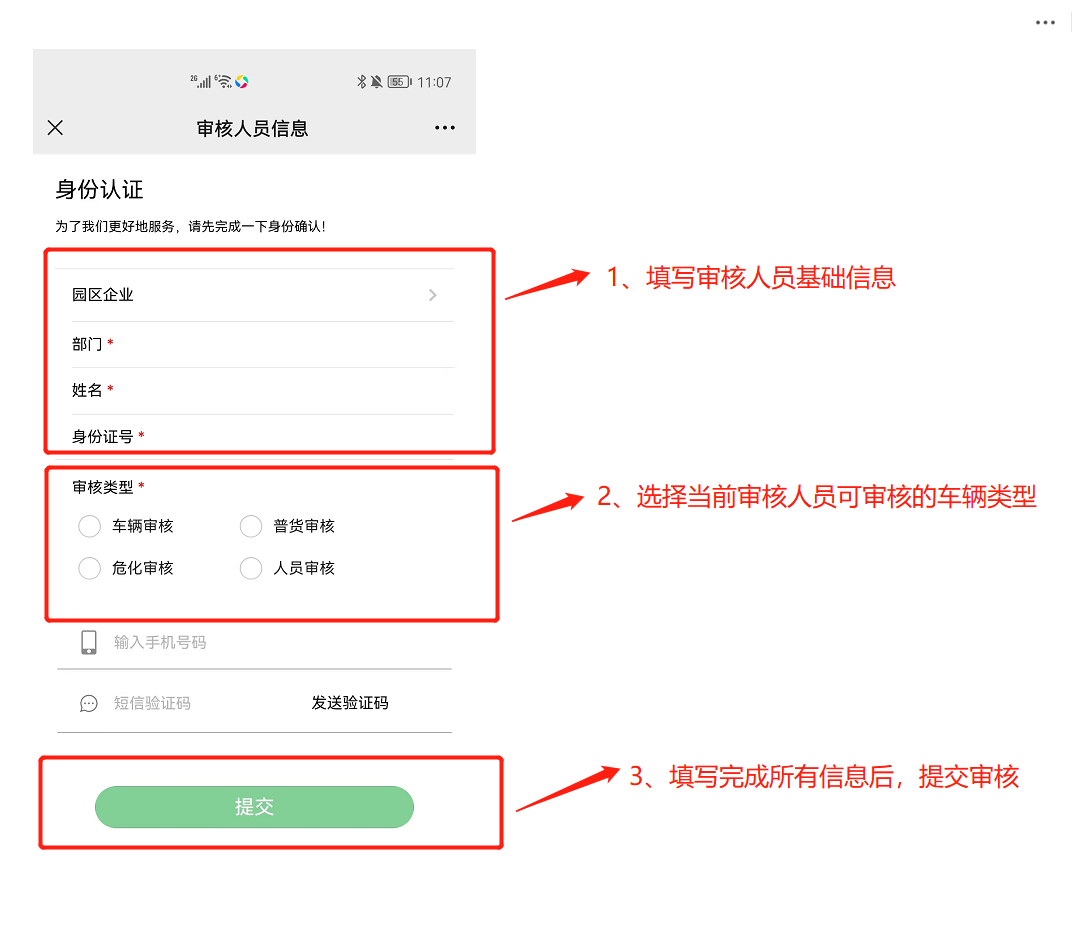 2G 6 55 11:07
审核人员信息
身份认证
为了我们更好地服务，请先完成一下身份确认！
园区企业
1、填写审核人员基础信息
部门 *
姓名 *
身份证号 *
审核类型 *
2、选择当前审核人员可审核的车辆类型
车辆审核 普货审核
危化审核 人员审核
输入手机号码
短信验证码 发送验证码
3、填写完成所有信息后，提交审核
提交